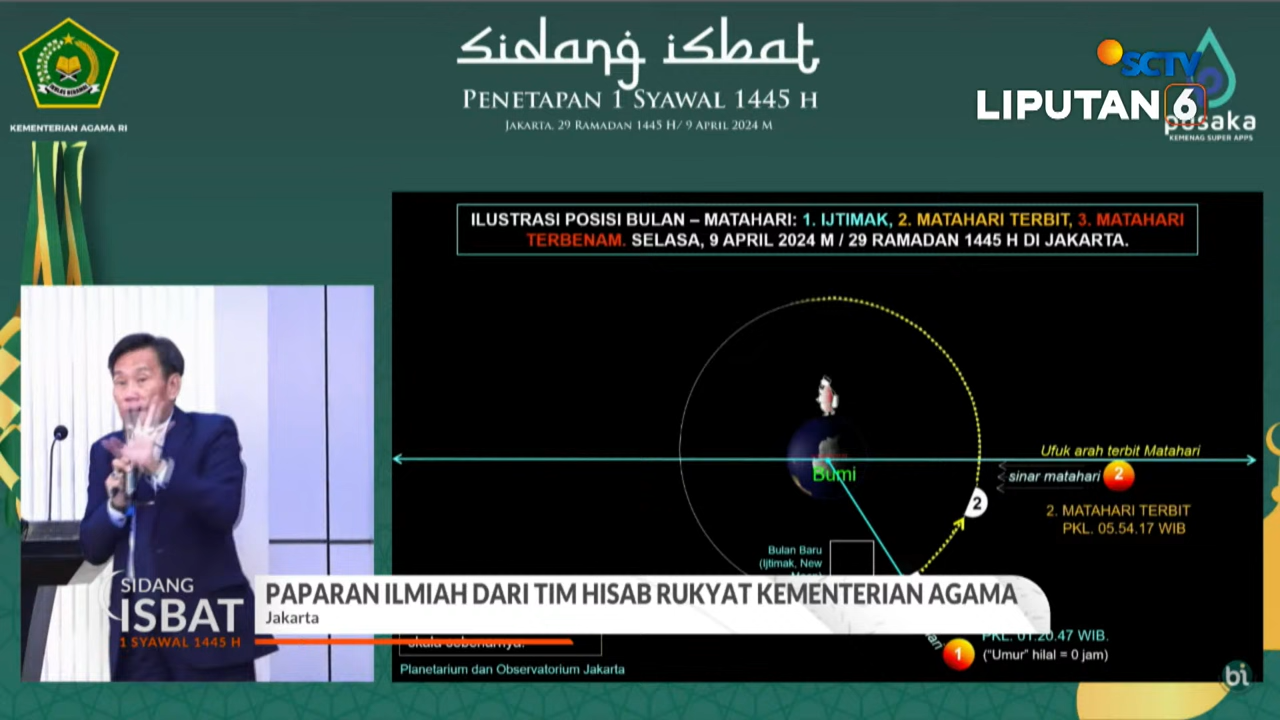 KEMENTERIAN AGAMA RI
sidang isbat
PENETAPAN 1 SYAWAL 1445 H
JAKARTA, 29 RAMADAN 1445 H/ 9 APRIL 2024 M
SCTV
LIPUTAN 6
pusaka
KEMENAG SUPER APPS
ILUSTRASI POSISI BULAN – MATAHARI: 1. IJTIMAK, 2. MATAHARI TERBIT, 3. MATAHARI
TERBENAM. SELASA, 9 APRIL 2024 M / 29 RAMADAN 1445 H DI JAKARTA.
Bumi
Ufuk arah terbit Matahari
sinar matahari
2
2
2. MATAHARI TERBIT
PKL. 05.54.17 WIB
Bulan Baru
(Ijtimak, New
PKL. 01.20.47 WIB.
1
("Umur" hilal = 0 jam)
Planetarium dan Observatorium Jakarta
SIDANG
ISBAT
1 SYAWAL 1445 H
PAPARAN ILMIAH DARI TIM HISAB RUKYAT KEMENTERIAN AGAMA
Jakarta
bi